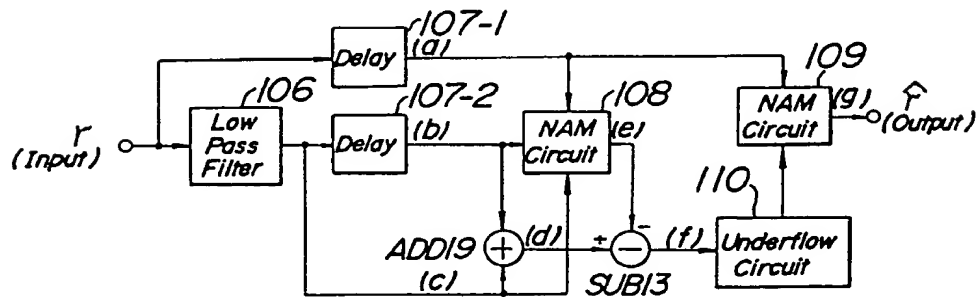 107-1
Delay
(a)
106
107-2
108
109
r
(Input)
Low
Pass
Filter
Delay
(b)
NAM
Circuit
(e)
NAM
Circuit
(g)
r̂
(Output)
110
ADD19
+
(d)
+
-
−
(f)
Underflow
Circuit
(c)
SUB13